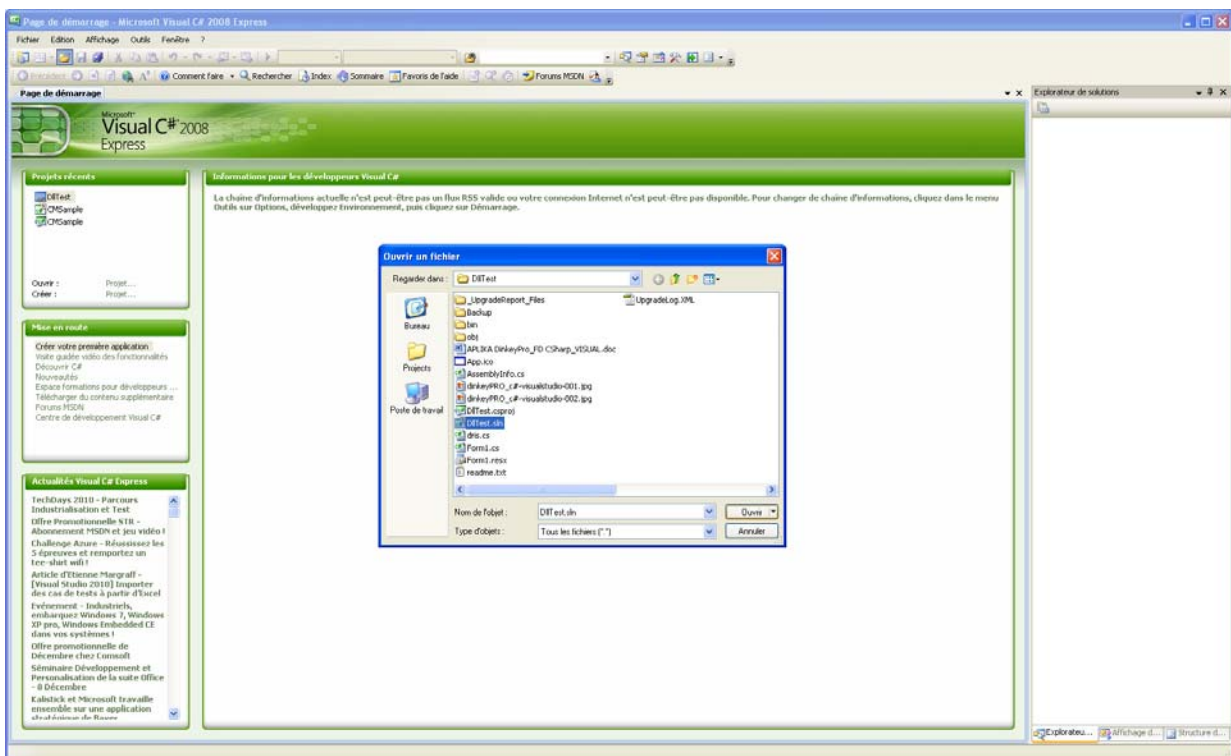 Page de démarrage - Microsoft Visual C# 2008 Express
Fichier Edition Affichage Outils Fenêtre ?
Précédent Comment faire Rechercher Index Sommaire Favoris de l'aide Forums MSDN
Page de démarrage
Explorateur de solutions
Microsoft
Visual C# 2008
Express
Projets récents
DllTest
CMSample
CMSample
Ouvrir : Projet...
Créer : Projet...
Mise en route
Créer votre première application
Visite guidée vidéo des fonctionnalités
Découvrir C#
Nouveautés
Espace formations pour développeurs ...
Télécharger du contenu supplémentaire
Forums MSDN
Centre de développement Visual C#
Actualités Visual C# Express
TechDays 2010 - Parcours
Industrialisation et Test
Offre Promotionnelle STR -
Abonnement MSDN et jeu vidéo !
Challenge Azure - Réussissez les
5 épreuves et remportez un
tee-shirt wifi !
Article d'Etienne Margraff -
[Visual Studio 2010] Importer
des cas de tests à partir d'Excel
Evénement - Industriels,
embarquez Windows 7, Windows
XP pro, Windows Embedded CE
dans vos systèmes !
Offre promotionnelle de
Décembre chez Comsoft
Séminaire Développement et
Personalisation de la suite Office
- 8 Décembre
Kalistick et Microsoft travaille
ensemble sur une application
stratégique de Bayer
Informations pour les développeurs Visual C#
La chaîne d'informations actuelle n'est peut-être pas un flux RSS valide ou votre connexion Internet n'est peut-être pas disponible. Pour changer de chaîne d'informations, cliquez dans le menu
Outils sur Options, développez Environnement, puis cliquez sur Démarrage.
Ouvrir un fichier
Regarder dans : DllTest
Bureau
Projects
Poste de travail
_UpgradeReport_Files
Backup
bin
obj
APLIKA DinkeyPro_FD CSharp_VISUAL.doc
App.ico
AssemblyInfo.cs
dinkeyPRO_c#-visualstudio-001.jpg
dinkeyPRO_c#-visualstudio-002.jpg
DllTest.csproj
DllTest.sln
dris.cs
Form1.cs
Form1.resx
readme.txt
UpgradeLog.XML
Nom de l'objet : DllTest.sln Ouvrir
Type d'objets : Tous les fichiers (*.*) Annuler
Explorateu... Affichage d... Structure d...